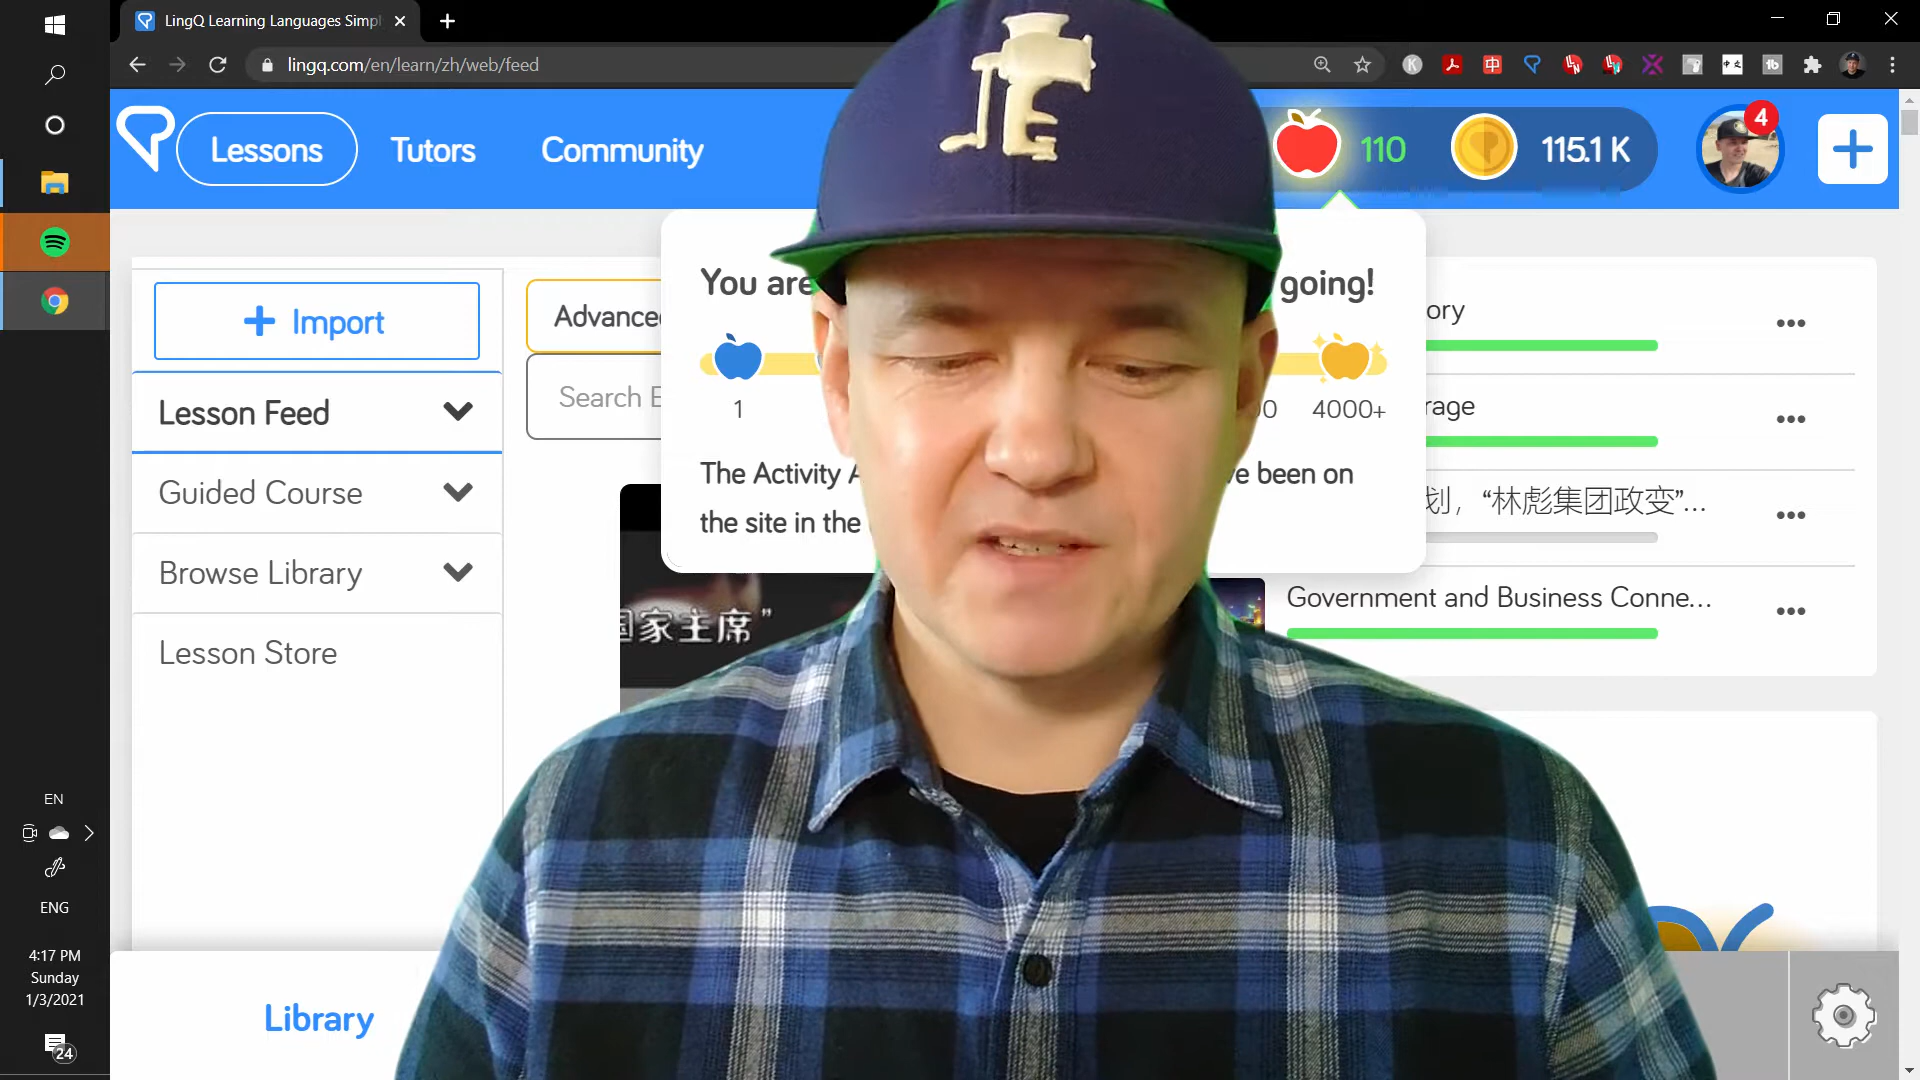 LingQ Learning Languages Simpl
lingq.com/en/learn/zh/web/feed
Lessons
Tutors
Community
110
115.1 K
4
You are
going!
Import
Advanced
ory
Lesson Feed
Search
1
00
4000+
rage
The Activity
been on
the site in the
划，“林彪集团政变”...
Guided Course
Browse Library
国家主席”
Government and Business Conne...
Lesson Store
EN
ENG
4:17 PM
Sunday
1/3/2021
24
Library